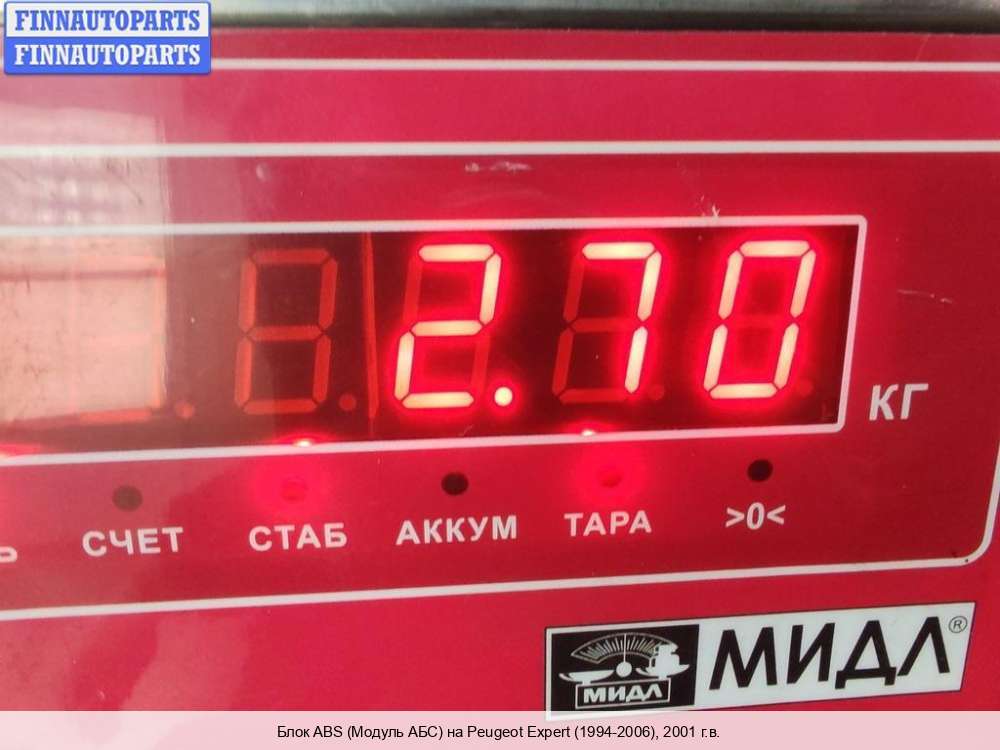 FINNAUTOPARTS
FINNAUTOPARTS
2.70
КГ
СЧЕТ СТАБ АККУМ ТАРА >0<
МИДЛ
МИДЛ®
Блок ABS (Модуль АБС) на Peugeot Expert (1994-2006), 2001 г.в.